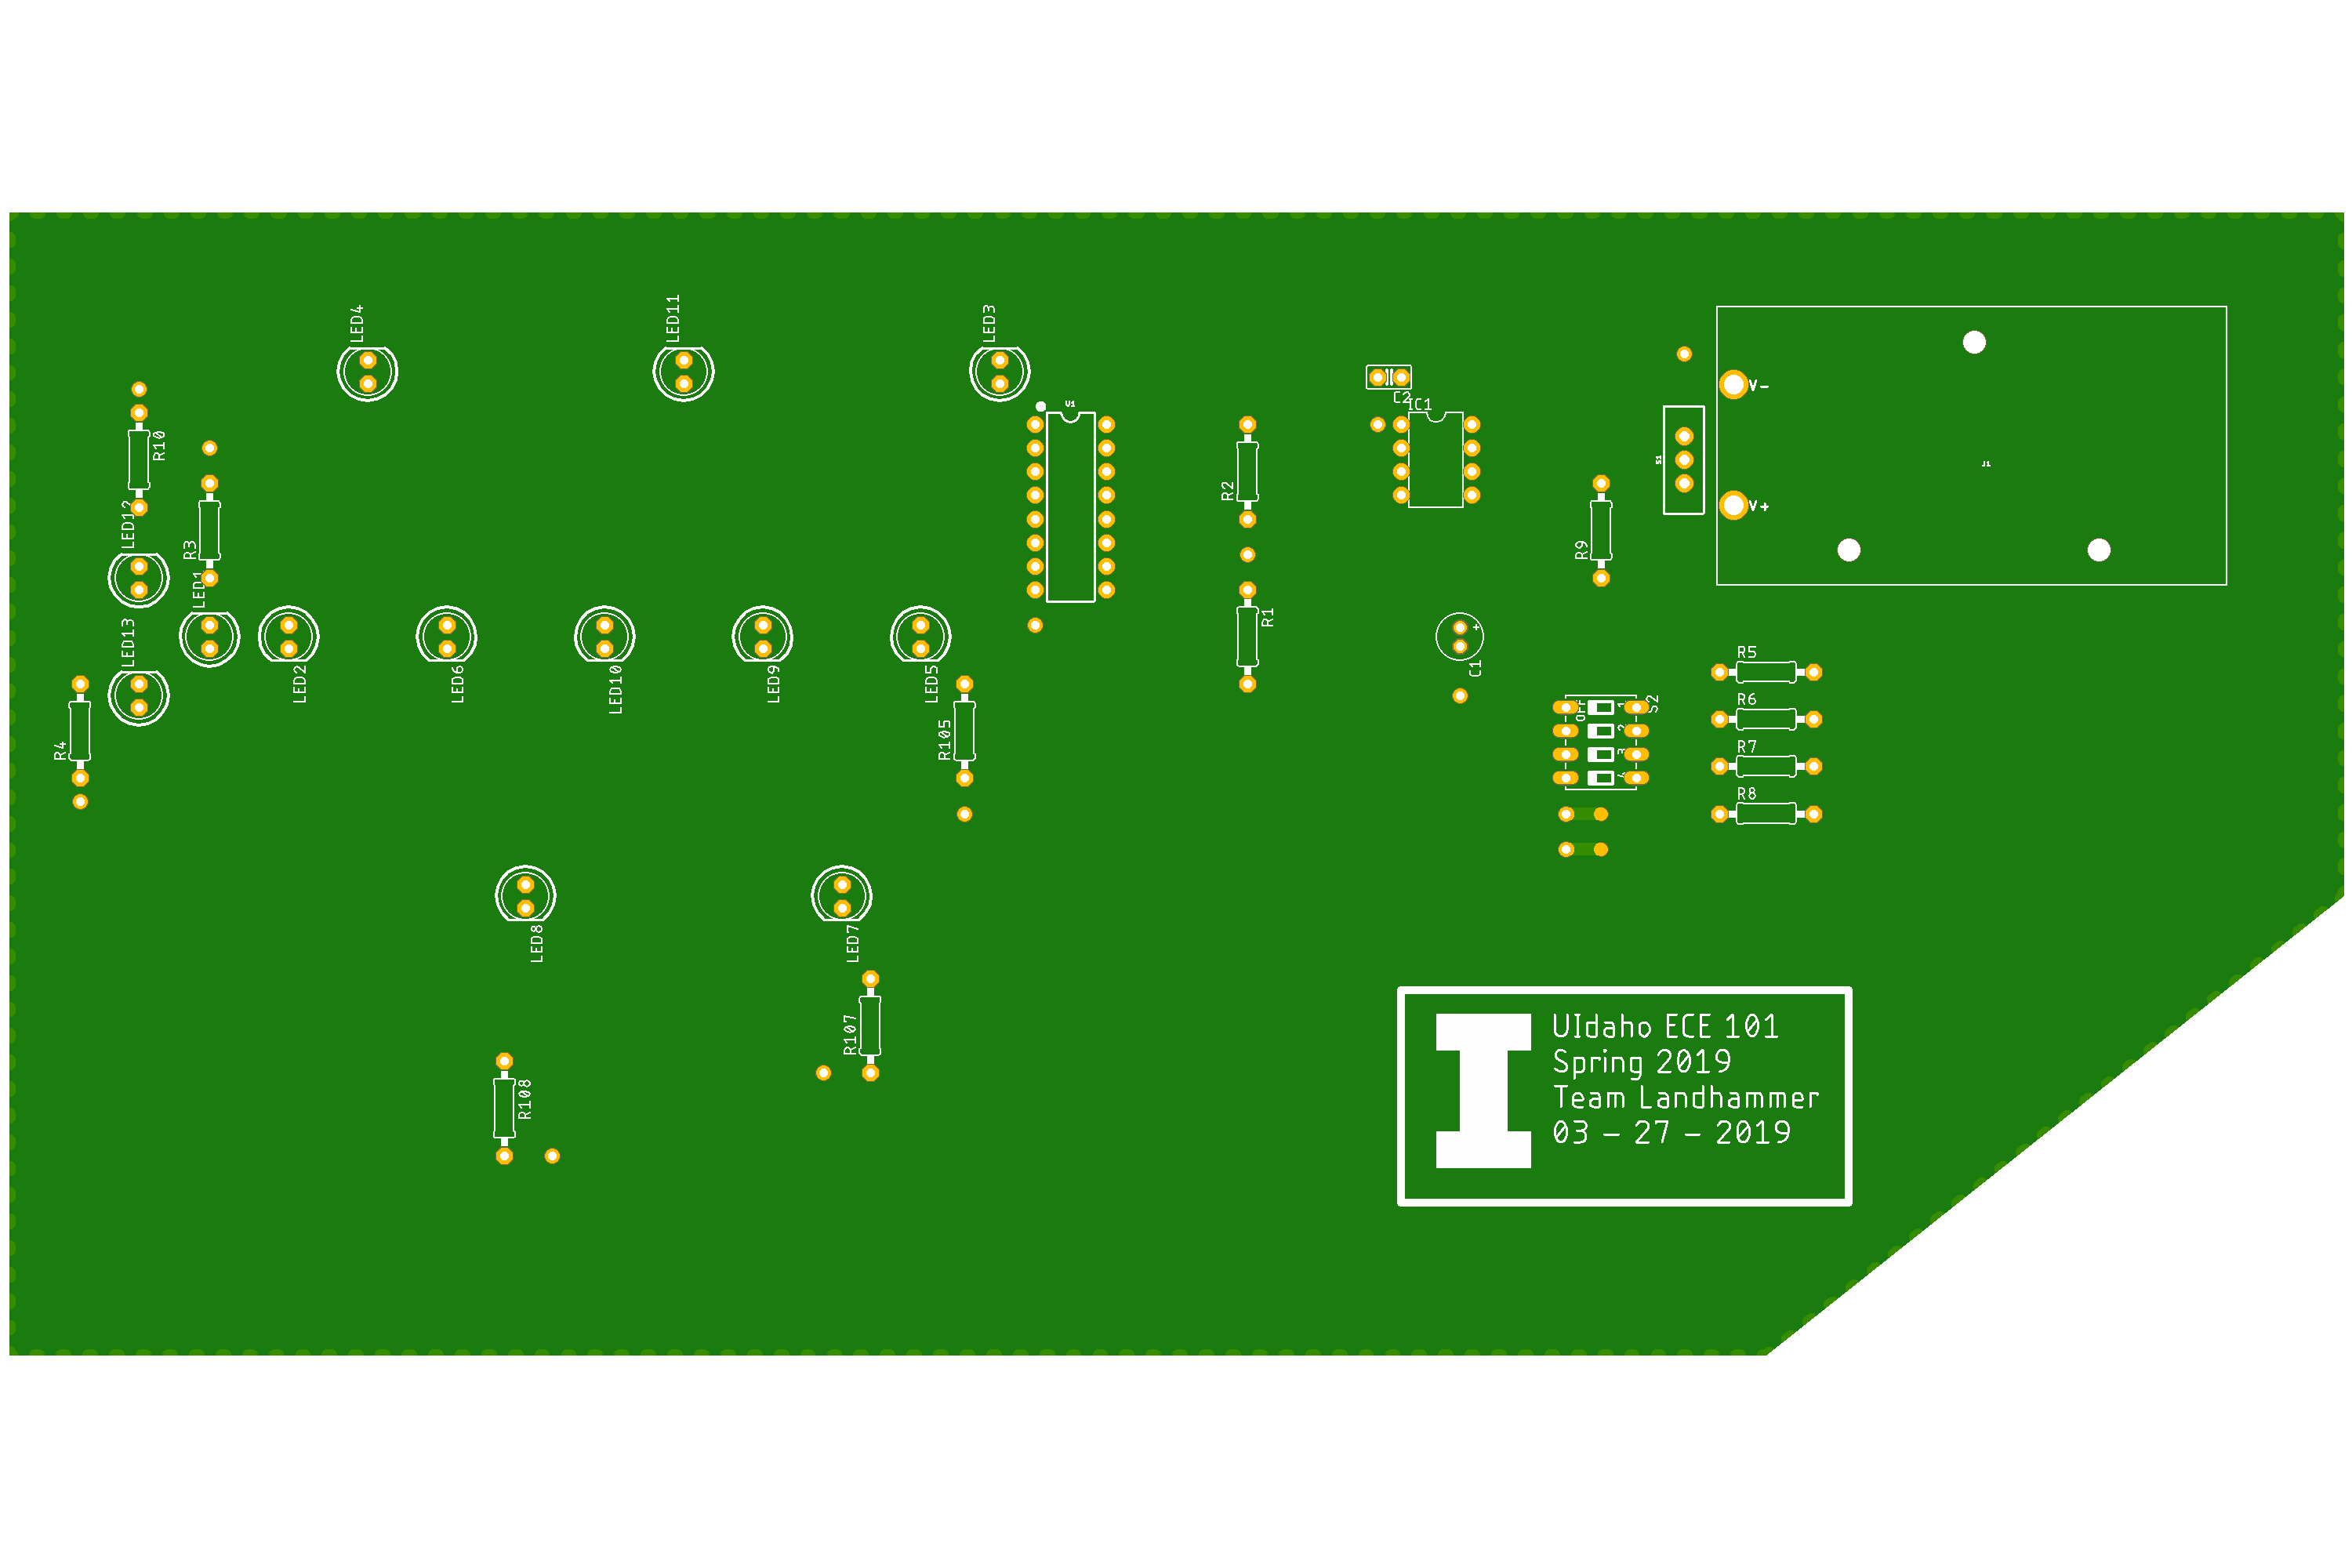 LED4
LED11
LED3
V-
C2
IC1
U1
R10
S1
J1
R2
V+
LED12
R3
R9
LED1
LED13
R1
+
C1
R5
LED2
LED6
LED10
LED9
LED5
R6
S2
1
2
3
R4
R105
R7
R8
LED8
LED7
R107
R108
I
UIdaho ECE 101
Spring 2019
Team Landhammer
03 - 27 - 2019